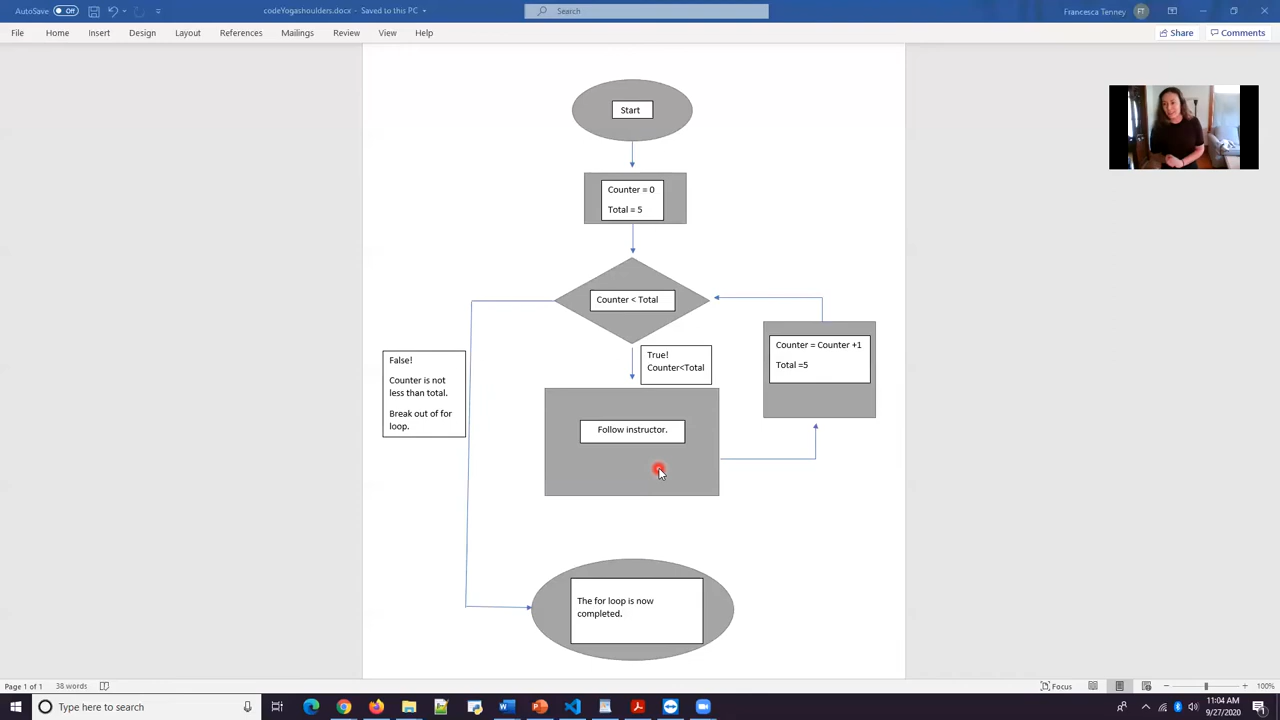 AutoSave Off
codeYogashoulders.docx - Saved to this PC
Search
Francesca Tenney FT
File Home Insert Design Layout References Mailings Review View Help
Share Comments
Start
Counter = 0
Total = 5
Counter < Total
True!
Counter<Total
Counter = Counter +1
Total =5
False!
Counter is not
less than total.
Break out of for
loop.
Follow instructor.
The for loop is now
completed.
Page 1 of 1 38 words
Focus
100%
Type here to search
11:04 AM
9/27/2020